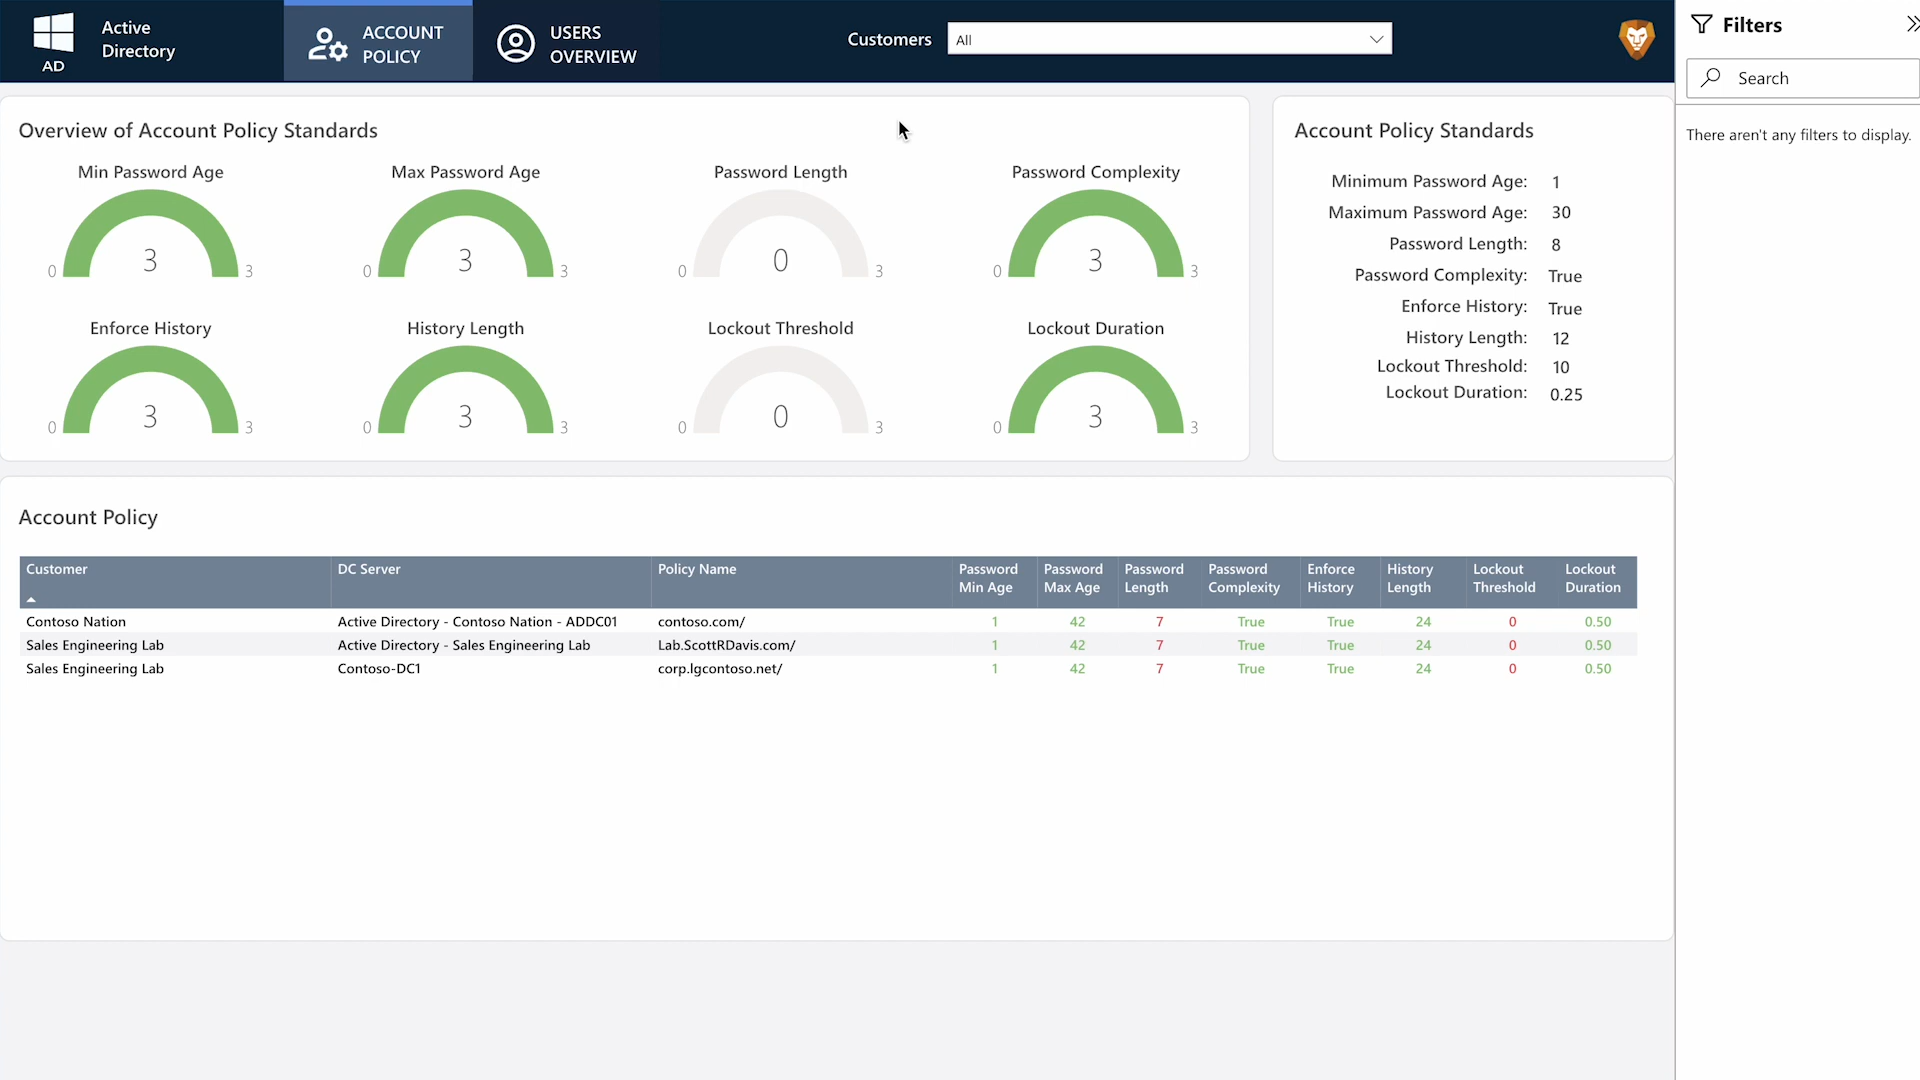 AD
Active
Directory
ACCOUNT
POLICY
USERS
OVERVIEW
Customers
All
Filters
Search
There aren't any filters to display.
Overview of Account Policy Standards
Min Password Age
0 3 3
Max Password Age
0 3 3
Password Length
0 0 3
Password Complexity
0 3 3
Enforce History
0 3 3
History Length
0 3 3
Lockout Threshold
0 0 3
Lockout Duration
0 3 3
Account Policy Standards
Minimum Password Age: 1
Maximum Password Age: 30
Password Length: 8
Password Complexity: True
Enforce History: True
History Length: 12
Lockout Threshold: 10
Lockout Duration: 0.25
Account Policy
Customer DC Server Policy Name Password Min Age Password Max Age Password Length Password Complexity Enforce History History Length Lockout Threshold Lockout Duration
Contoso Nation Active Directory - Contoso Nation - ADDC01 contoso.com/ 1 42 7 True True 24 0 0.50
Sales Engineering Lab Active Directory - Sales Engineering Lab Lab.ScottRDavis.com/ 1 42 7 True True 24 0 0.50
Sales Engineering Lab Contoso-DC1 corp.lgcontoso.net/ 1 42 7 True True 24 0 0.50